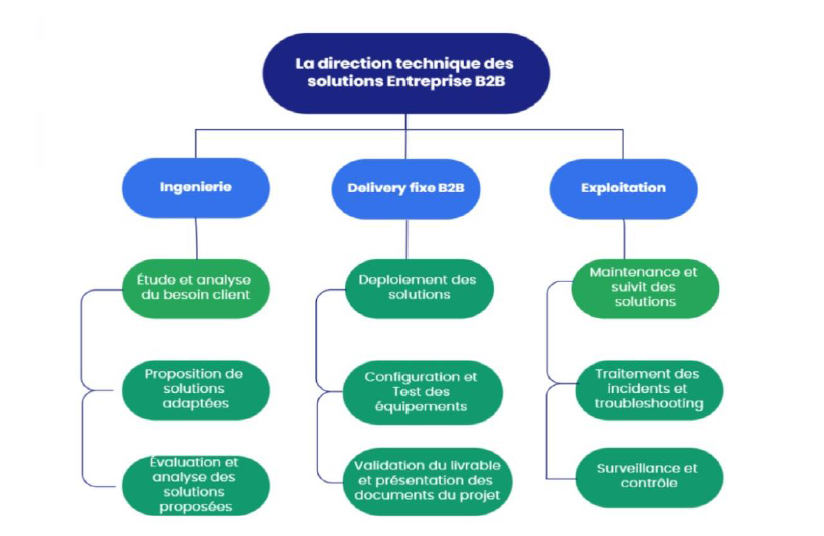 La direction technique des
solutions Entreprise B2B
Ingenierie
Delivery fixe B2B
Exploitation
Étude et analyse
du besoin client
Deploiement des
solutions
Maintenance et
suivit des
solutions
Proposition de
solutions
adaptées
Configuration et
Test des
équipements
Traitement des
incidents et
troubleshooting
Évaluation et
analyse des
solutions
proposées
Validation du livrable
et présentation des
documents du projet
Surveillance et
contrôle